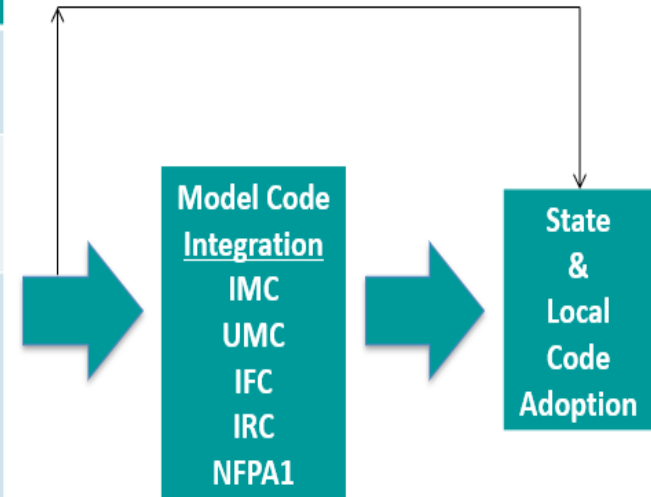 Model Code
Integration
IMC
UMC
IFC
IRC
NFPA1
State
&
Local
Code
Adoption